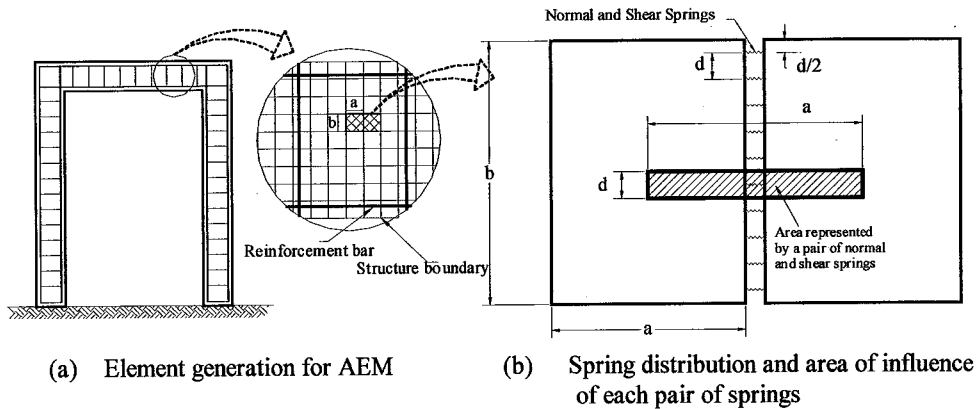 Normal and Shear Springs
d
d/2
a
a
b
b
d
Area represented
by a pair of normal
and shear springs
Reinforcement bar
Structure boundary
a
(a) Element generation for AEM
(b) Spring distribution and area of influence
of each pair of springs